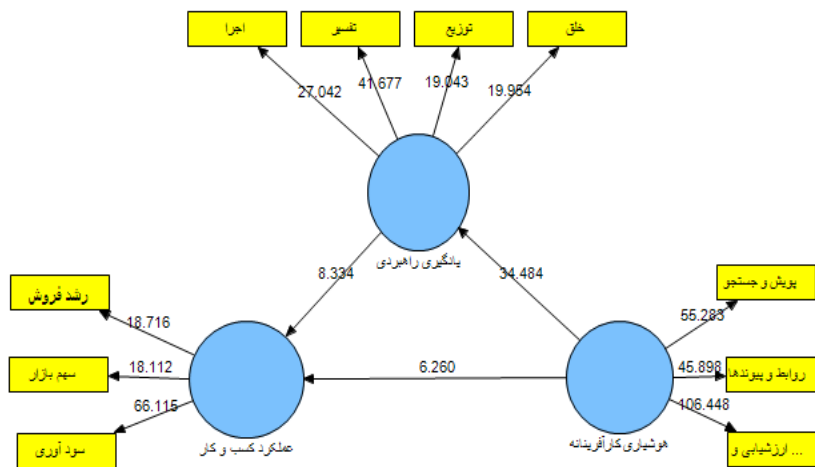 اجرا
تفسیر
توزیع
خلق
27.042
41.677
19.043
19.954
یانگیری راهبردی
8.334
34.484
رشد فروش
18.716
سهم بازار
18.112
سود آوری
66.115
عملکرد کسب و کار
6.260
هوشیاری کارآفرینانه
پویش و جستجو
55.283
روابط و پیوندها
45.898
106.448
ارزشیابی و ...